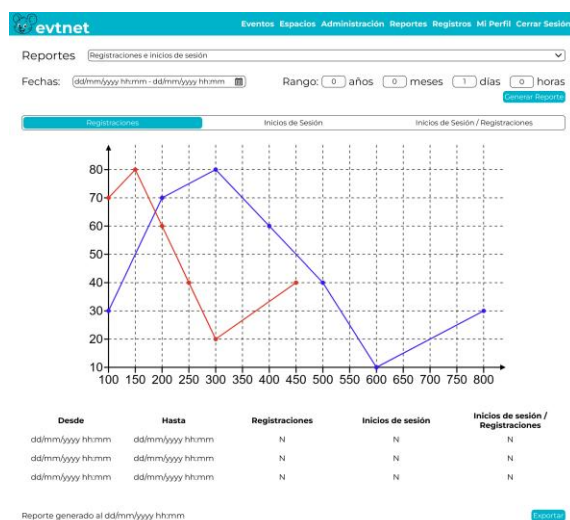 evtnet
Eventos Espacios Administración Reportes Registros Mi Perfil Cerrar Sesión
Reportes Registraciones e inicios de sesión
Fechas: dd/mm/yyyy hh:mm - dd/mm/yyyy hh:mm Rango: 0 años 0 meses 1 días 0 horas
Generar Reporte
Registraciones Inicios de Sesión Inicios de Sesión / Registraciones
80
70
60
50
40
30
20
10
100 150 200 250 300 350 400 450 500 550 600 650 700 750 800
Desde Hasta Registraciones Inicios de sesión Inicios de sesión / Registraciones
dd/mm/yyyy hh:mm dd/mm/yyyy hh:mm N N N
dd/mm/yyyy hh:mm dd/mm/yyyy hh:mm N N N
dd/mm/yyyy hh:mm dd/mm/yyyy hh:mm N N N
Reporte generado al dd/mm/yyyy hh:mm Exportar